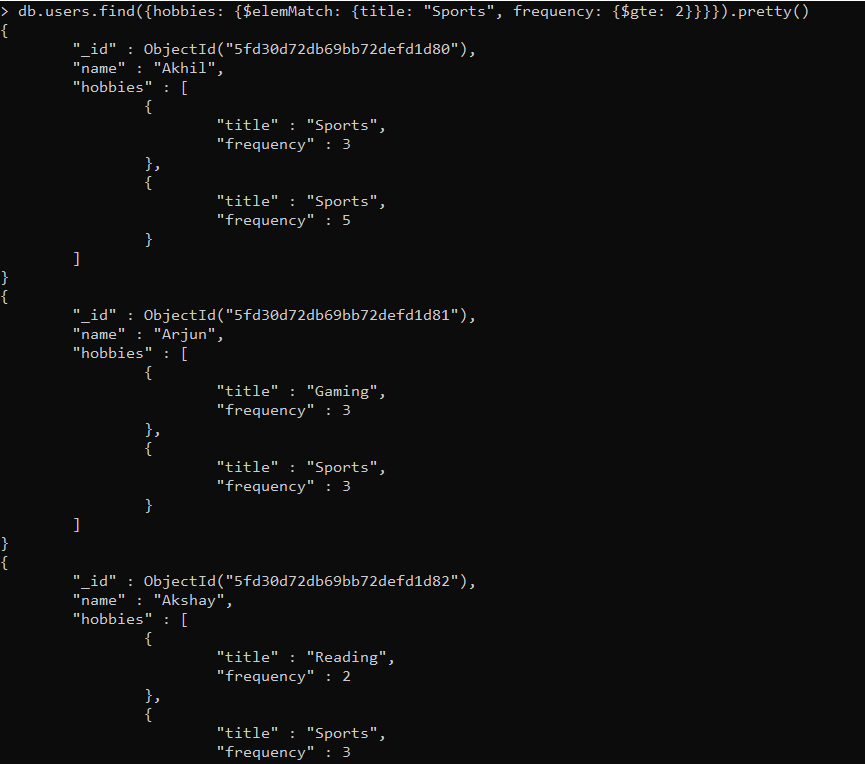 > db.users.find({hobbies: {$elemMatch: {title: "Sports", frequency: {$gte: 2}}}}).pretty()
{
        "_id" : ObjectId("5fd30d72db69bb72defd1d80"),
        "name" : "Akhil",
        "hobbies" : [
                {
                        "title" : "Sports",
                        "frequency" : 3
                },
                {
                        "title" : "Sports",
                        "frequency" : 5
                }
        ]
}
{
        "_id" : ObjectId("5fd30d72db69bb72defd1d81"),
        "name" : "Arjun",
        "hobbies" : [
                {
                        "title" : "Gaming",
                        "frequency" : 3
                },
                {
                        "title" : "Sports",
                        "frequency" : 3
                }
        ]
}
{
        "_id" : ObjectId("5fd30d72db69bb72defd1d82"),
        "name" : "Akshay",
        "hobbies" : [
                {
                        "title" : "Reading",
                        "frequency" : 2
                },
                {
                        "title" : "Sports",
                        "frequency" : 3